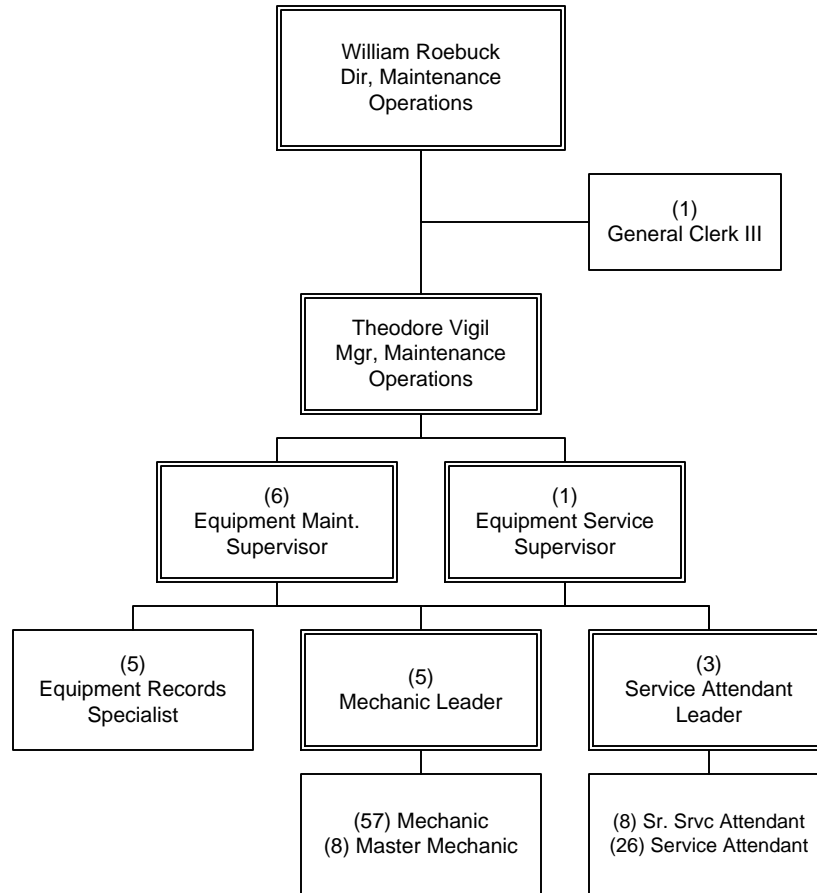 William Roebuck
Dir, Maintenance
Operations
(1)
General Clerk III
Theodore Vigil
Mgr, Maintenance
Operations
(6)
Equipment Maint.
Supervisor
(1)
Equipment Service
Supervisor
(5)
Equipment Records
Specialist
(5)
Mechanic Leader
(3)
Service Attendant
Leader
(57) Mechanic
(8) Master Mechanic
(8) Sr. Srvc Attendant
(26) Service Attendant